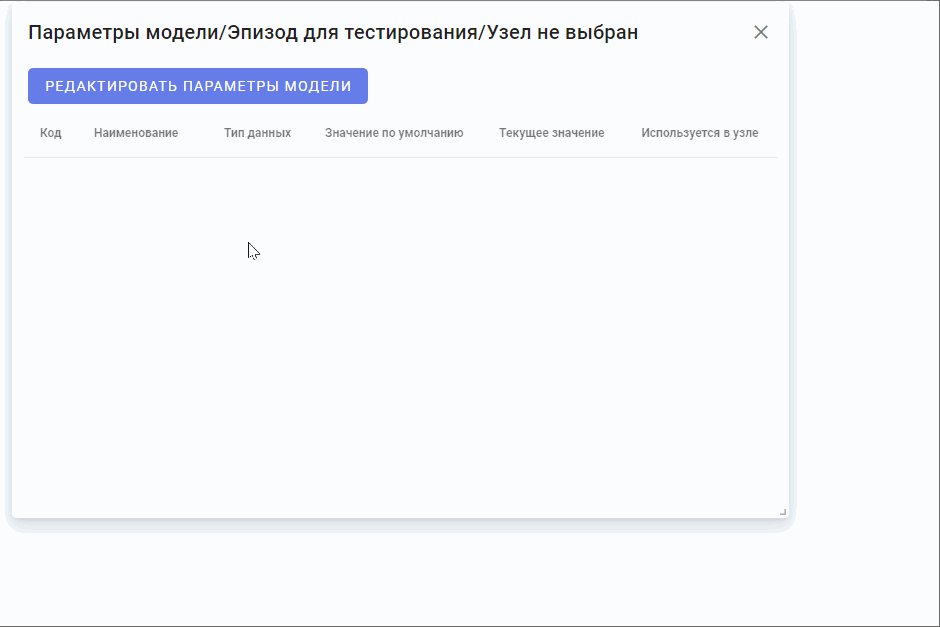 Параметры модели/Эпизод для тестирования/Узел не выбран
РЕДАКТИРОВАТЬ ПАРАМЕТРЫ МОДЕЛИ
Код Наименование Тип данных Значение по умолчанию Текущее значение Используется в узле